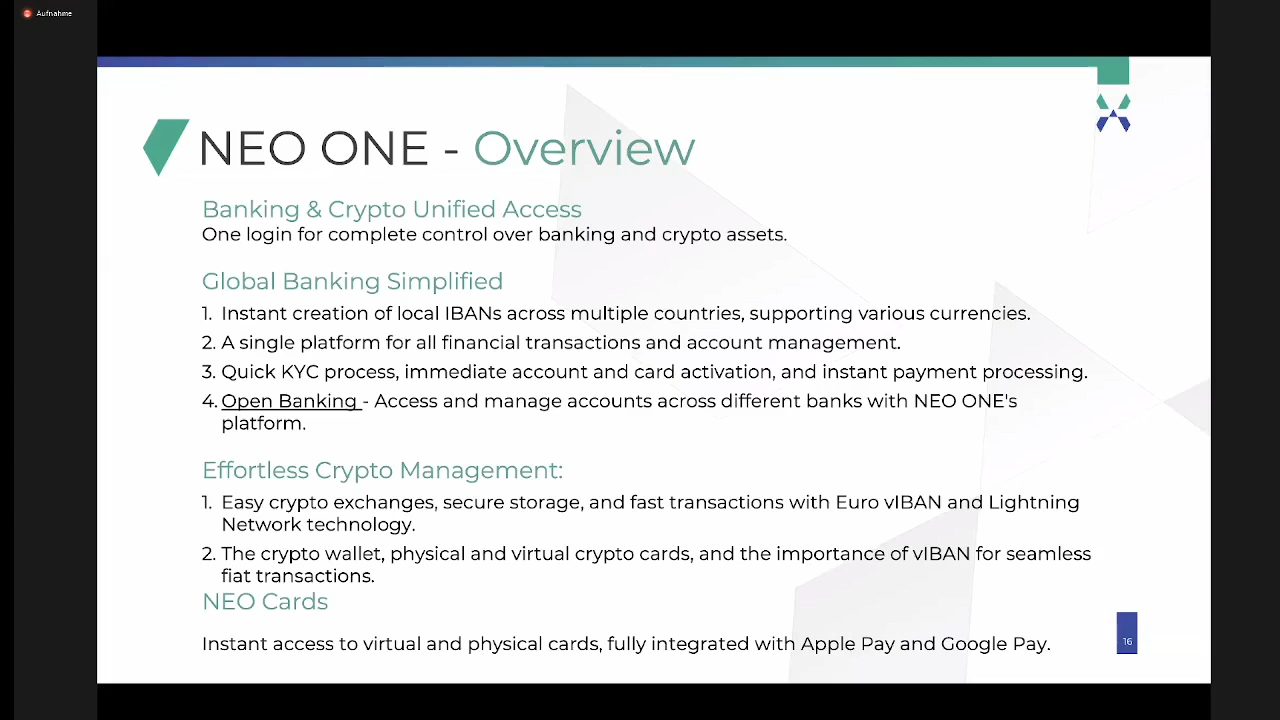 Aufnahme
NEO ONE - Overview
Banking & Crypto Unified Access
One login for complete control over banking and crypto assets.
Global Banking Simplified
1. Instant creation of local IBANs across multiple countries, supporting various currencies.
2. A single platform for all financial transactions and account management.
3. Quick KYC process, immediate account and card activation, and instant payment processing.
4. Open Banking - Access and manage accounts across different banks with NEO ONE's
platform.
Effortless Crypto Management:
1. Easy crypto exchanges, secure storage, and fast transactions with Euro vIBAN and Lightning
Network technology.
2. The crypto wallet, physical and virtual crypto cards, and the importance of vIBAN for seamless
fiat transactions.
NEO Cards
Instant access to virtual and physical cards, fully integrated with Apple Pay and Google Pay.
16